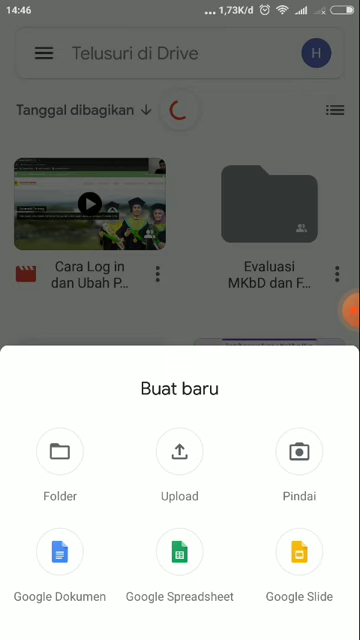 14:46
... 1,73K/d
Telusuri di Drive
H
Tanggal dibagikan
Cara Log in
dan Ubah P...
Evaluasi
MKbD dan F...
Buat baru
Folder
Upload
Pindai
Google Dokumen
Google Spreadsheet
Google Slide